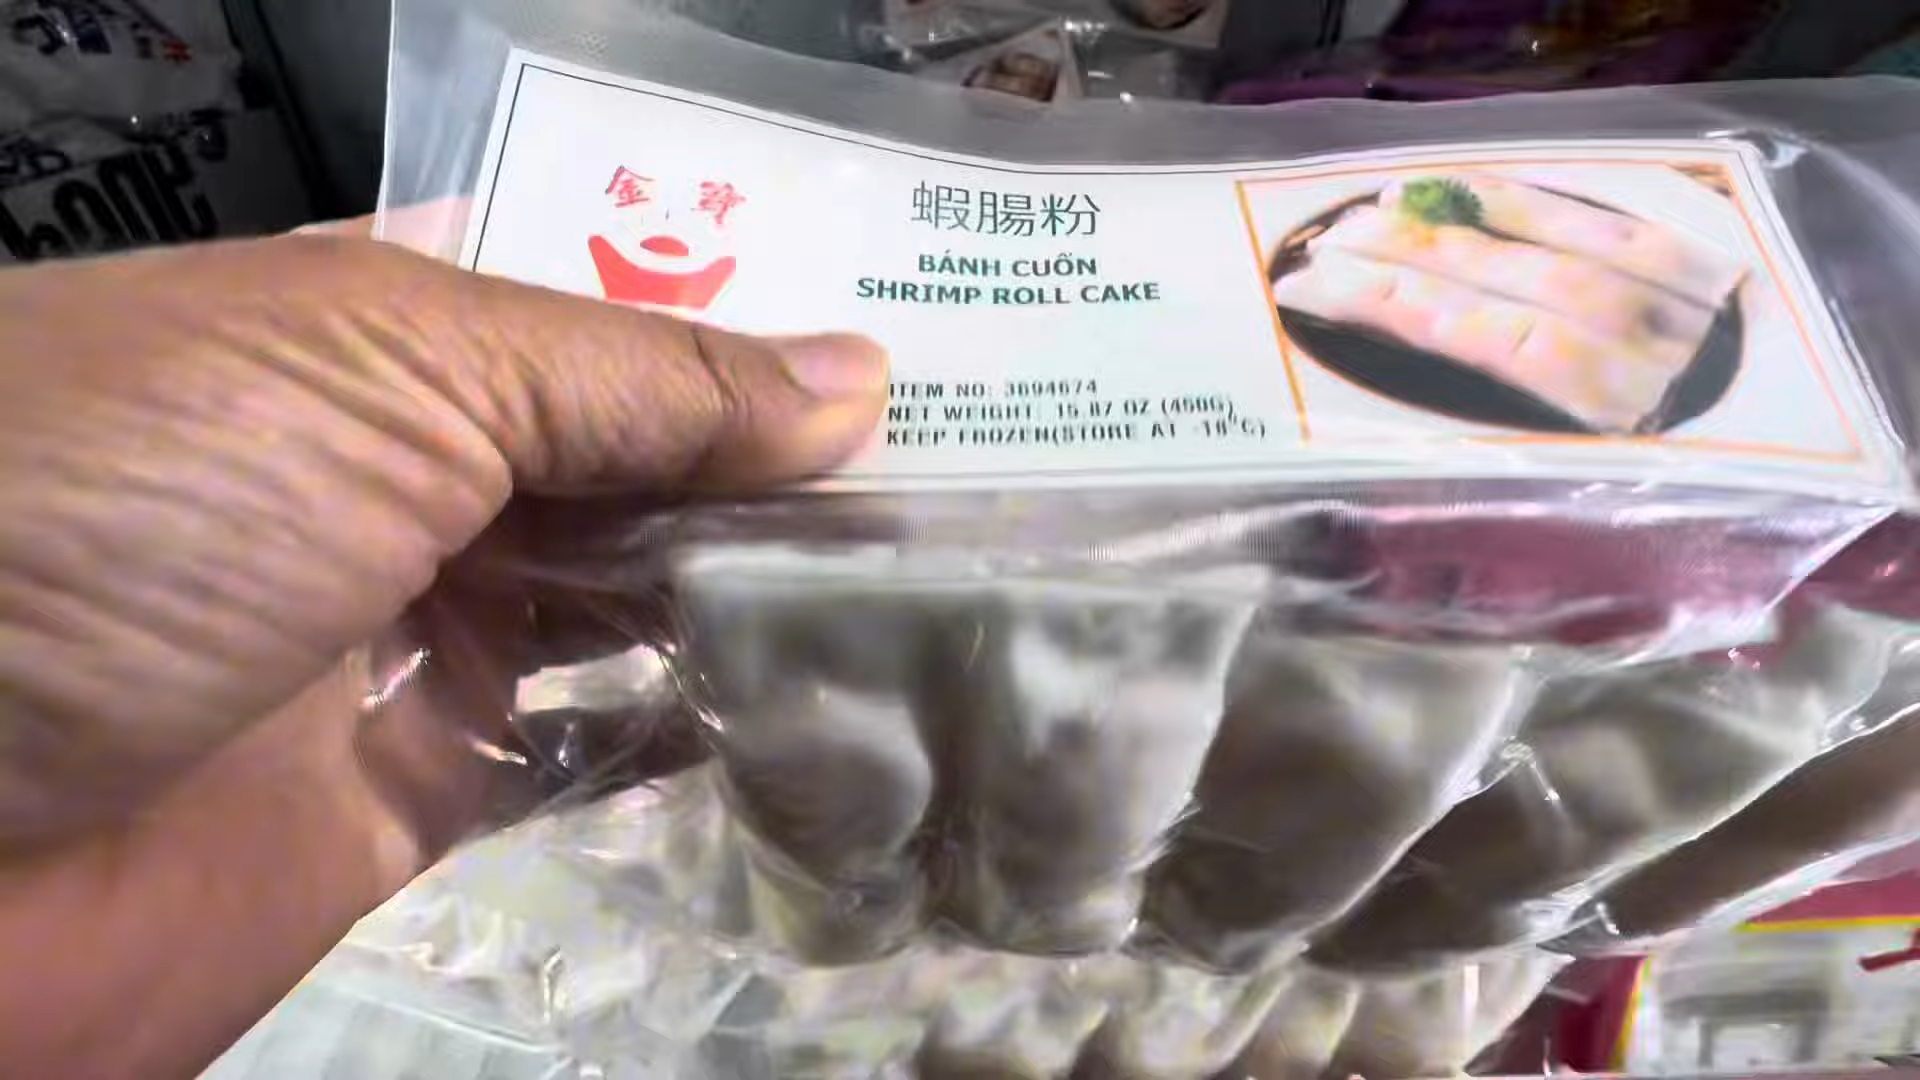 金
蝦腸粉
BÁNH CUỐN
SHRIMP ROLL CAKE
ITEM NO: 3694674
NET WEIGHT: 15.87 OZ (450G)
KEEP FROZEN(STORE AT -18°C)